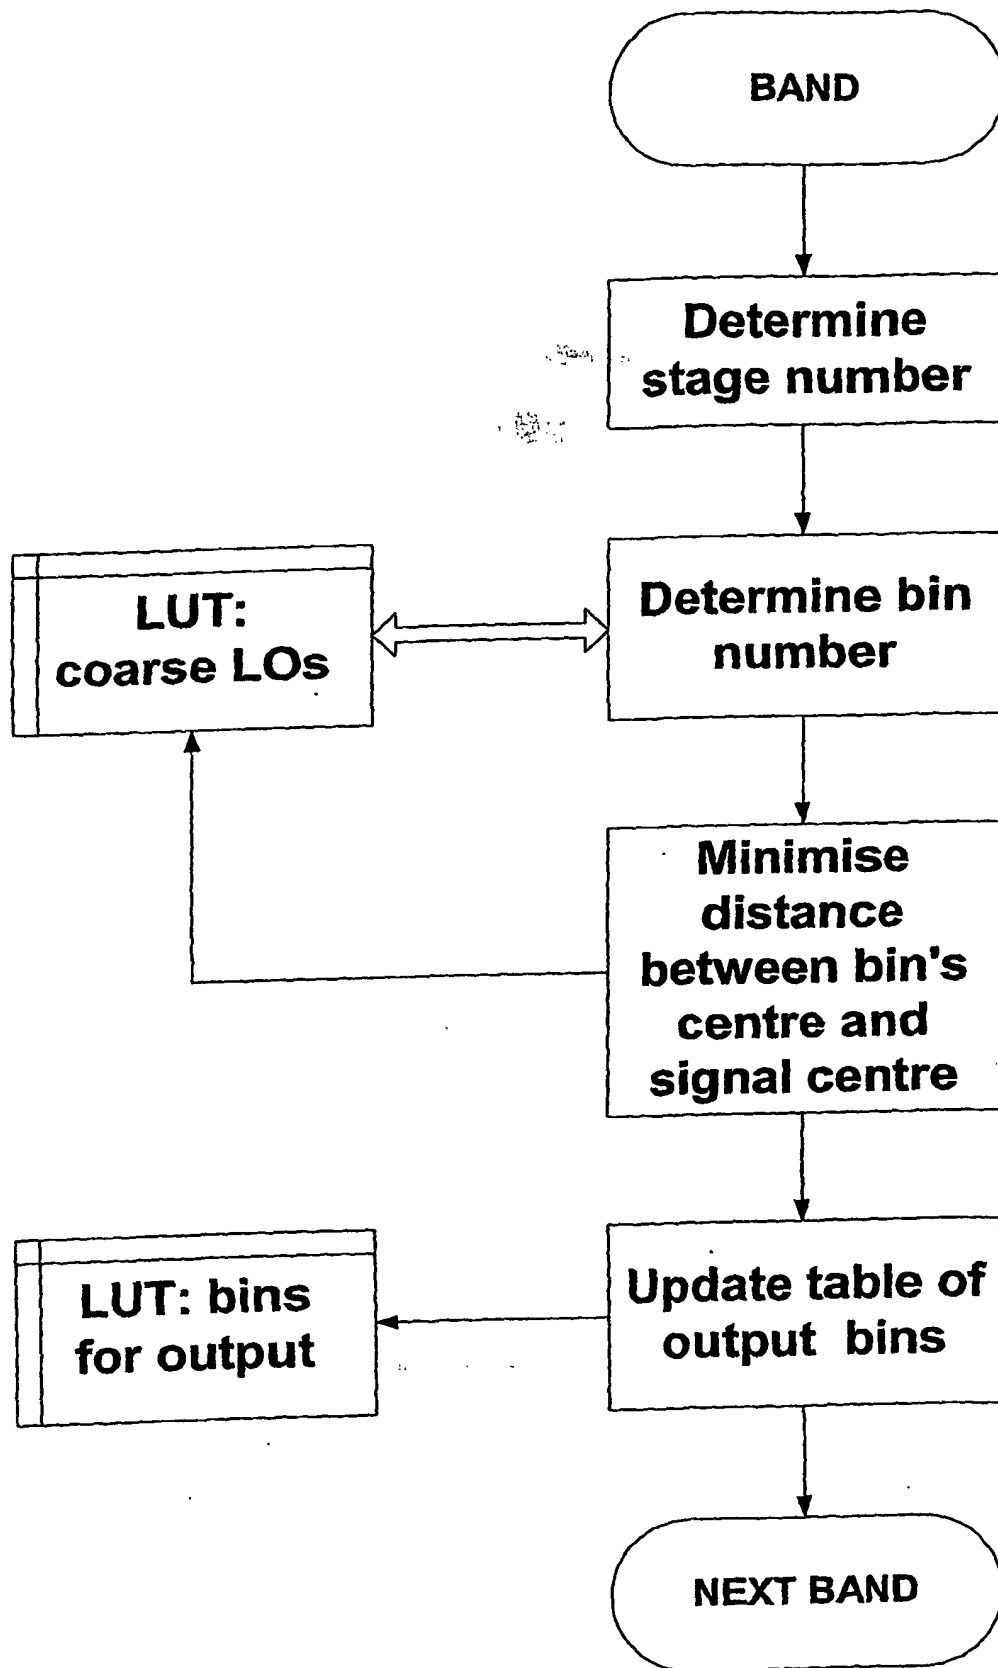 BAND
Determine
stage number
LUT:
coarse LOs
Determine bin
number
Minimise
distance
between bin's
centre and
signal centre
LUT: bins
for output
Update table of
output bins
NEXT BAND